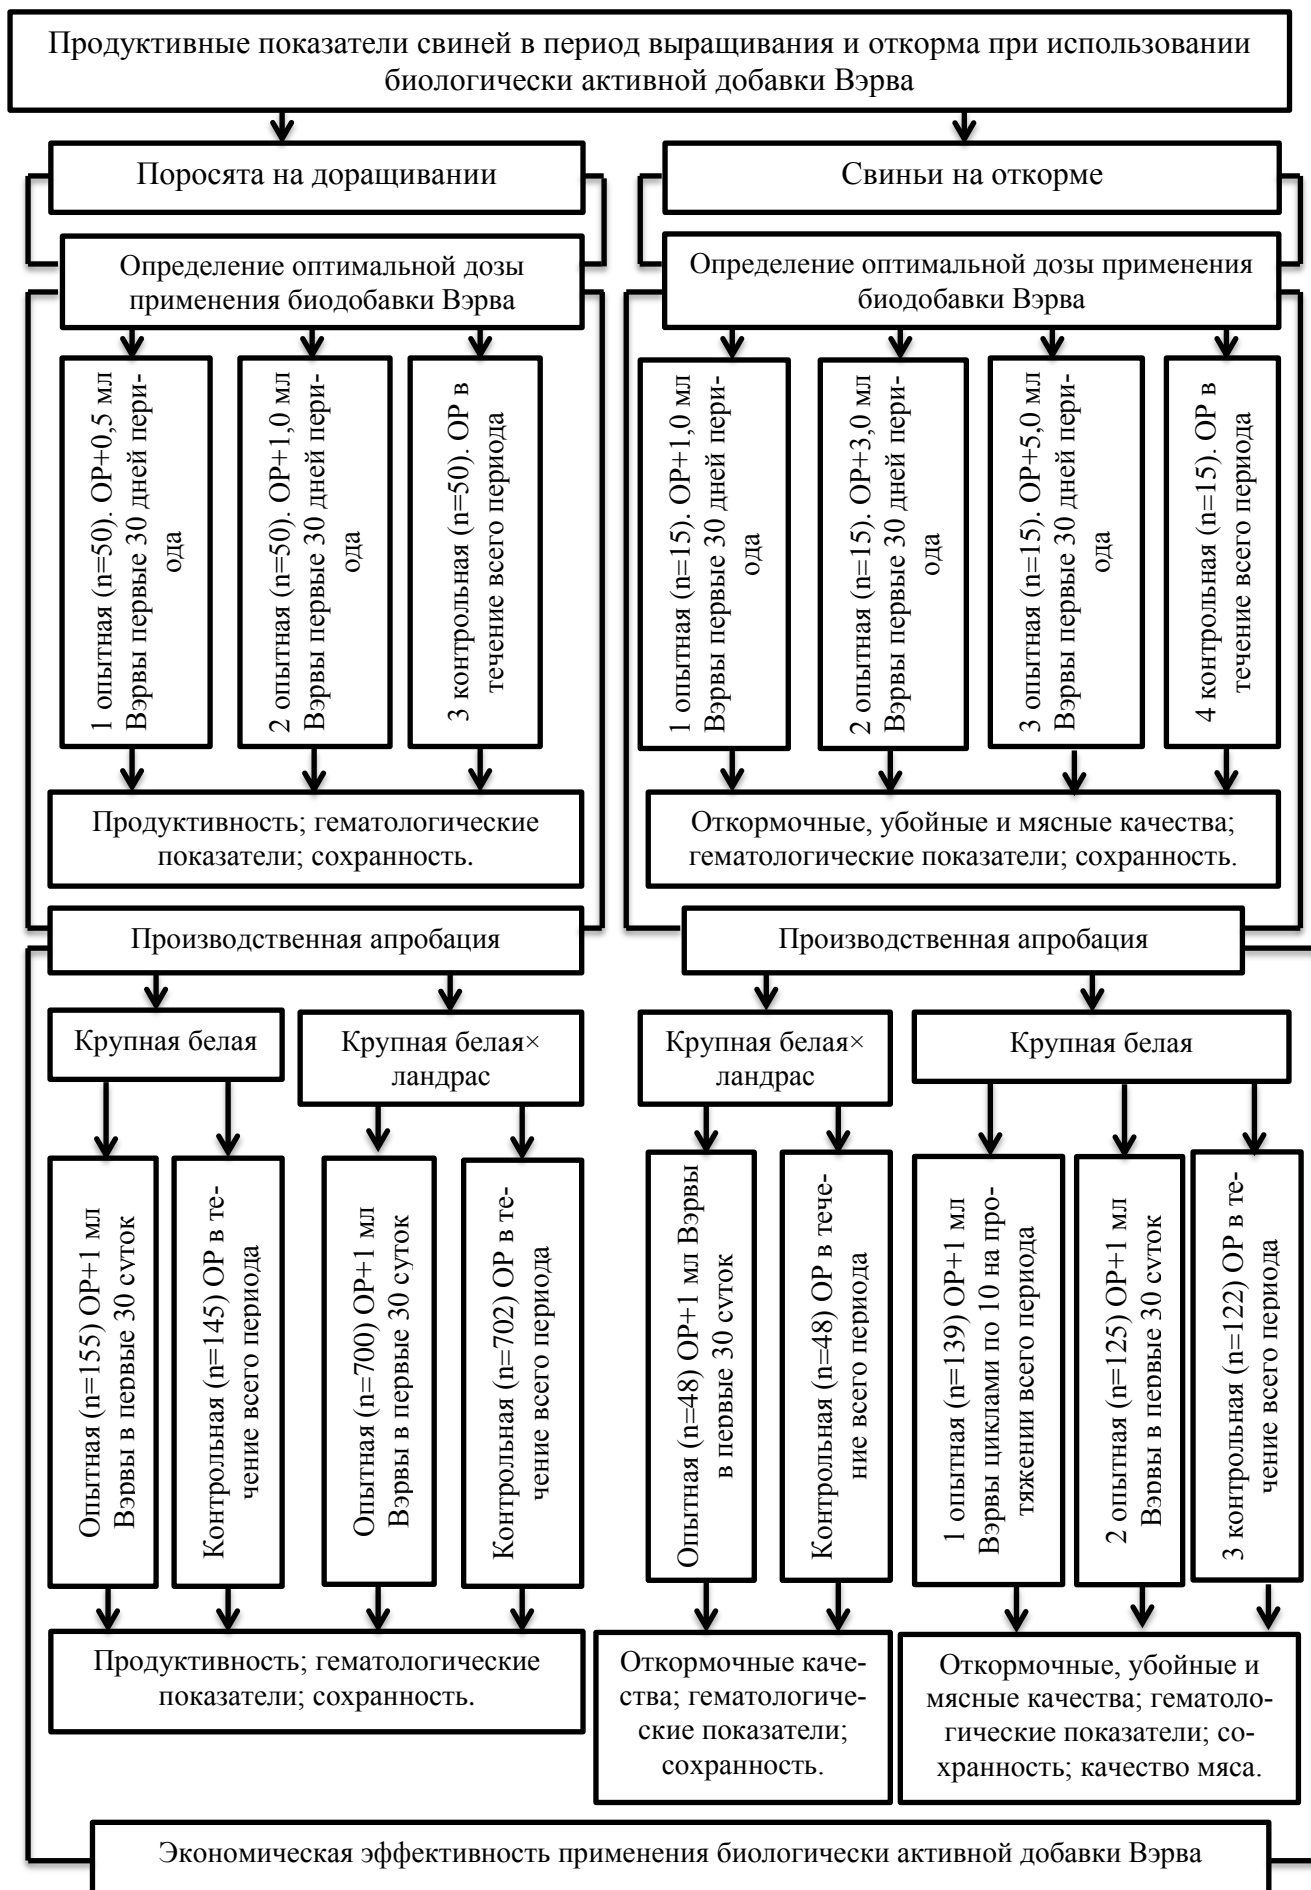 Продуктивные показатели свиней в период выращивания и откорма при использовании
биологически активной добавки Вэрва
Поросята на доращивании
Свиньи на откорме
Определение оптимальной дозы
применения биодобавки Вэрва
Определение оптимальной дозы применения
биодобавки Вэрва
1 опытная (n=50). ОР+0,5 мл
Вэрвы первые 30 дней пери-
ода
2 опытная (n=50). ОР+1,0 мл
Вэрвы первые 30 дней пери-
ода
3 контрольная (n=50). ОР в
течение всего периода
1 опытная (n=15). ОР+1,0 мл
Вэрвы первые 30 дней пери-
ода
2 опытная (n=15). ОР+3,0 мл
Вэрвы первые 30 дней пери-
ода
3 опытная (n=15). ОР+5,0 мл
Вэрвы первые 30 дней пери-
ода
4 контрольная (n=15). ОР в
течение всего периода
Продуктивность; гематологические
показатели; сохранность.
Откормочные, убойные и мясные качества;
гематологические показатели; сохранность.
Производственная апробация
Производственная апробация
Крупная белая
Крупная белая×
ландрас
Крупная белая×
ландрас
Крупная белая
Опытная (n=155) ОР+1 мл
Вэрвы в первые 30 суток
Контрольная (n=145) ОР в те-
чение всего периода
Опытная (n=700) ОР+1 мл
Вэрвы в первые 30 суток
Контрольная (n=702) ОР в те-
чение всего периода
Опытная (n=48) ОР+1 мл Вэрвы
в первые 30 суток
Контрольная (n=48) ОР в тече-
ние всего периода
1 опытная (n=139) ОР+1 мл
Вэрвы циклами по 10 на про-
тяжении всего периода
2 опытная (n=125) ОР+1 мл
Вэрвы в первые 30 суток
3 контрольная (n=122) ОР в те-
чение всего периода
Продуктивность; гематологические
показатели; сохранность.
Откормочные каче-
ства; гематологиче-
ские показатели;
сохранность.
Откормочные, убойные и
мясные качества; гематоло-
гические показатели; со-
хранность; качество мяса.
Экономическая эффективность применения биологически активной добавки Вэрва